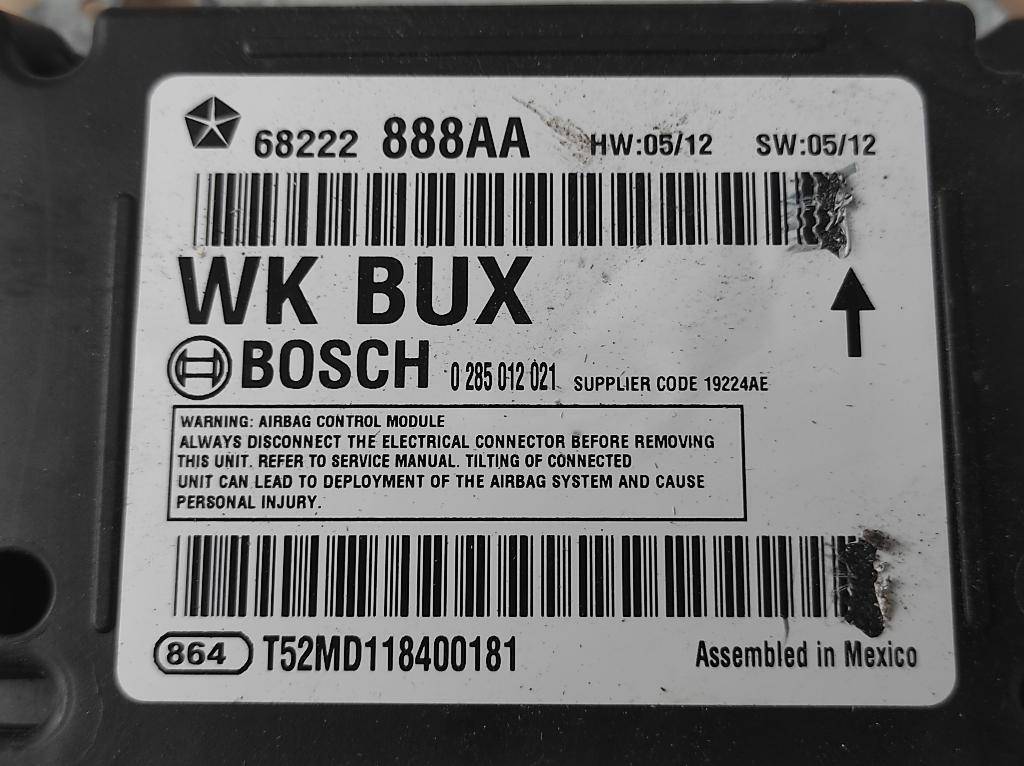 68222 888AA HW:05/12 SW:05/12
WK BUX
BOSCH 0 285 012 021 SUPPLIER CODE 19224AE
WARNING: AIRBAG CONTROL MODULE
ALWAYS DISCONNECT THE ELECTRICAL CONNECTOR BEFORE REMOVING
THIS UNIT. REFER TO SERVICE MANUAL. TILTING OF CONNECTED
UNIT CAN LEAD TO DEPLOYMENT OF THE AIRBAG SYSTEM AND CAUSE
PERSONAL INJURY.
864 T52MD118400181 Assembled in Mexico